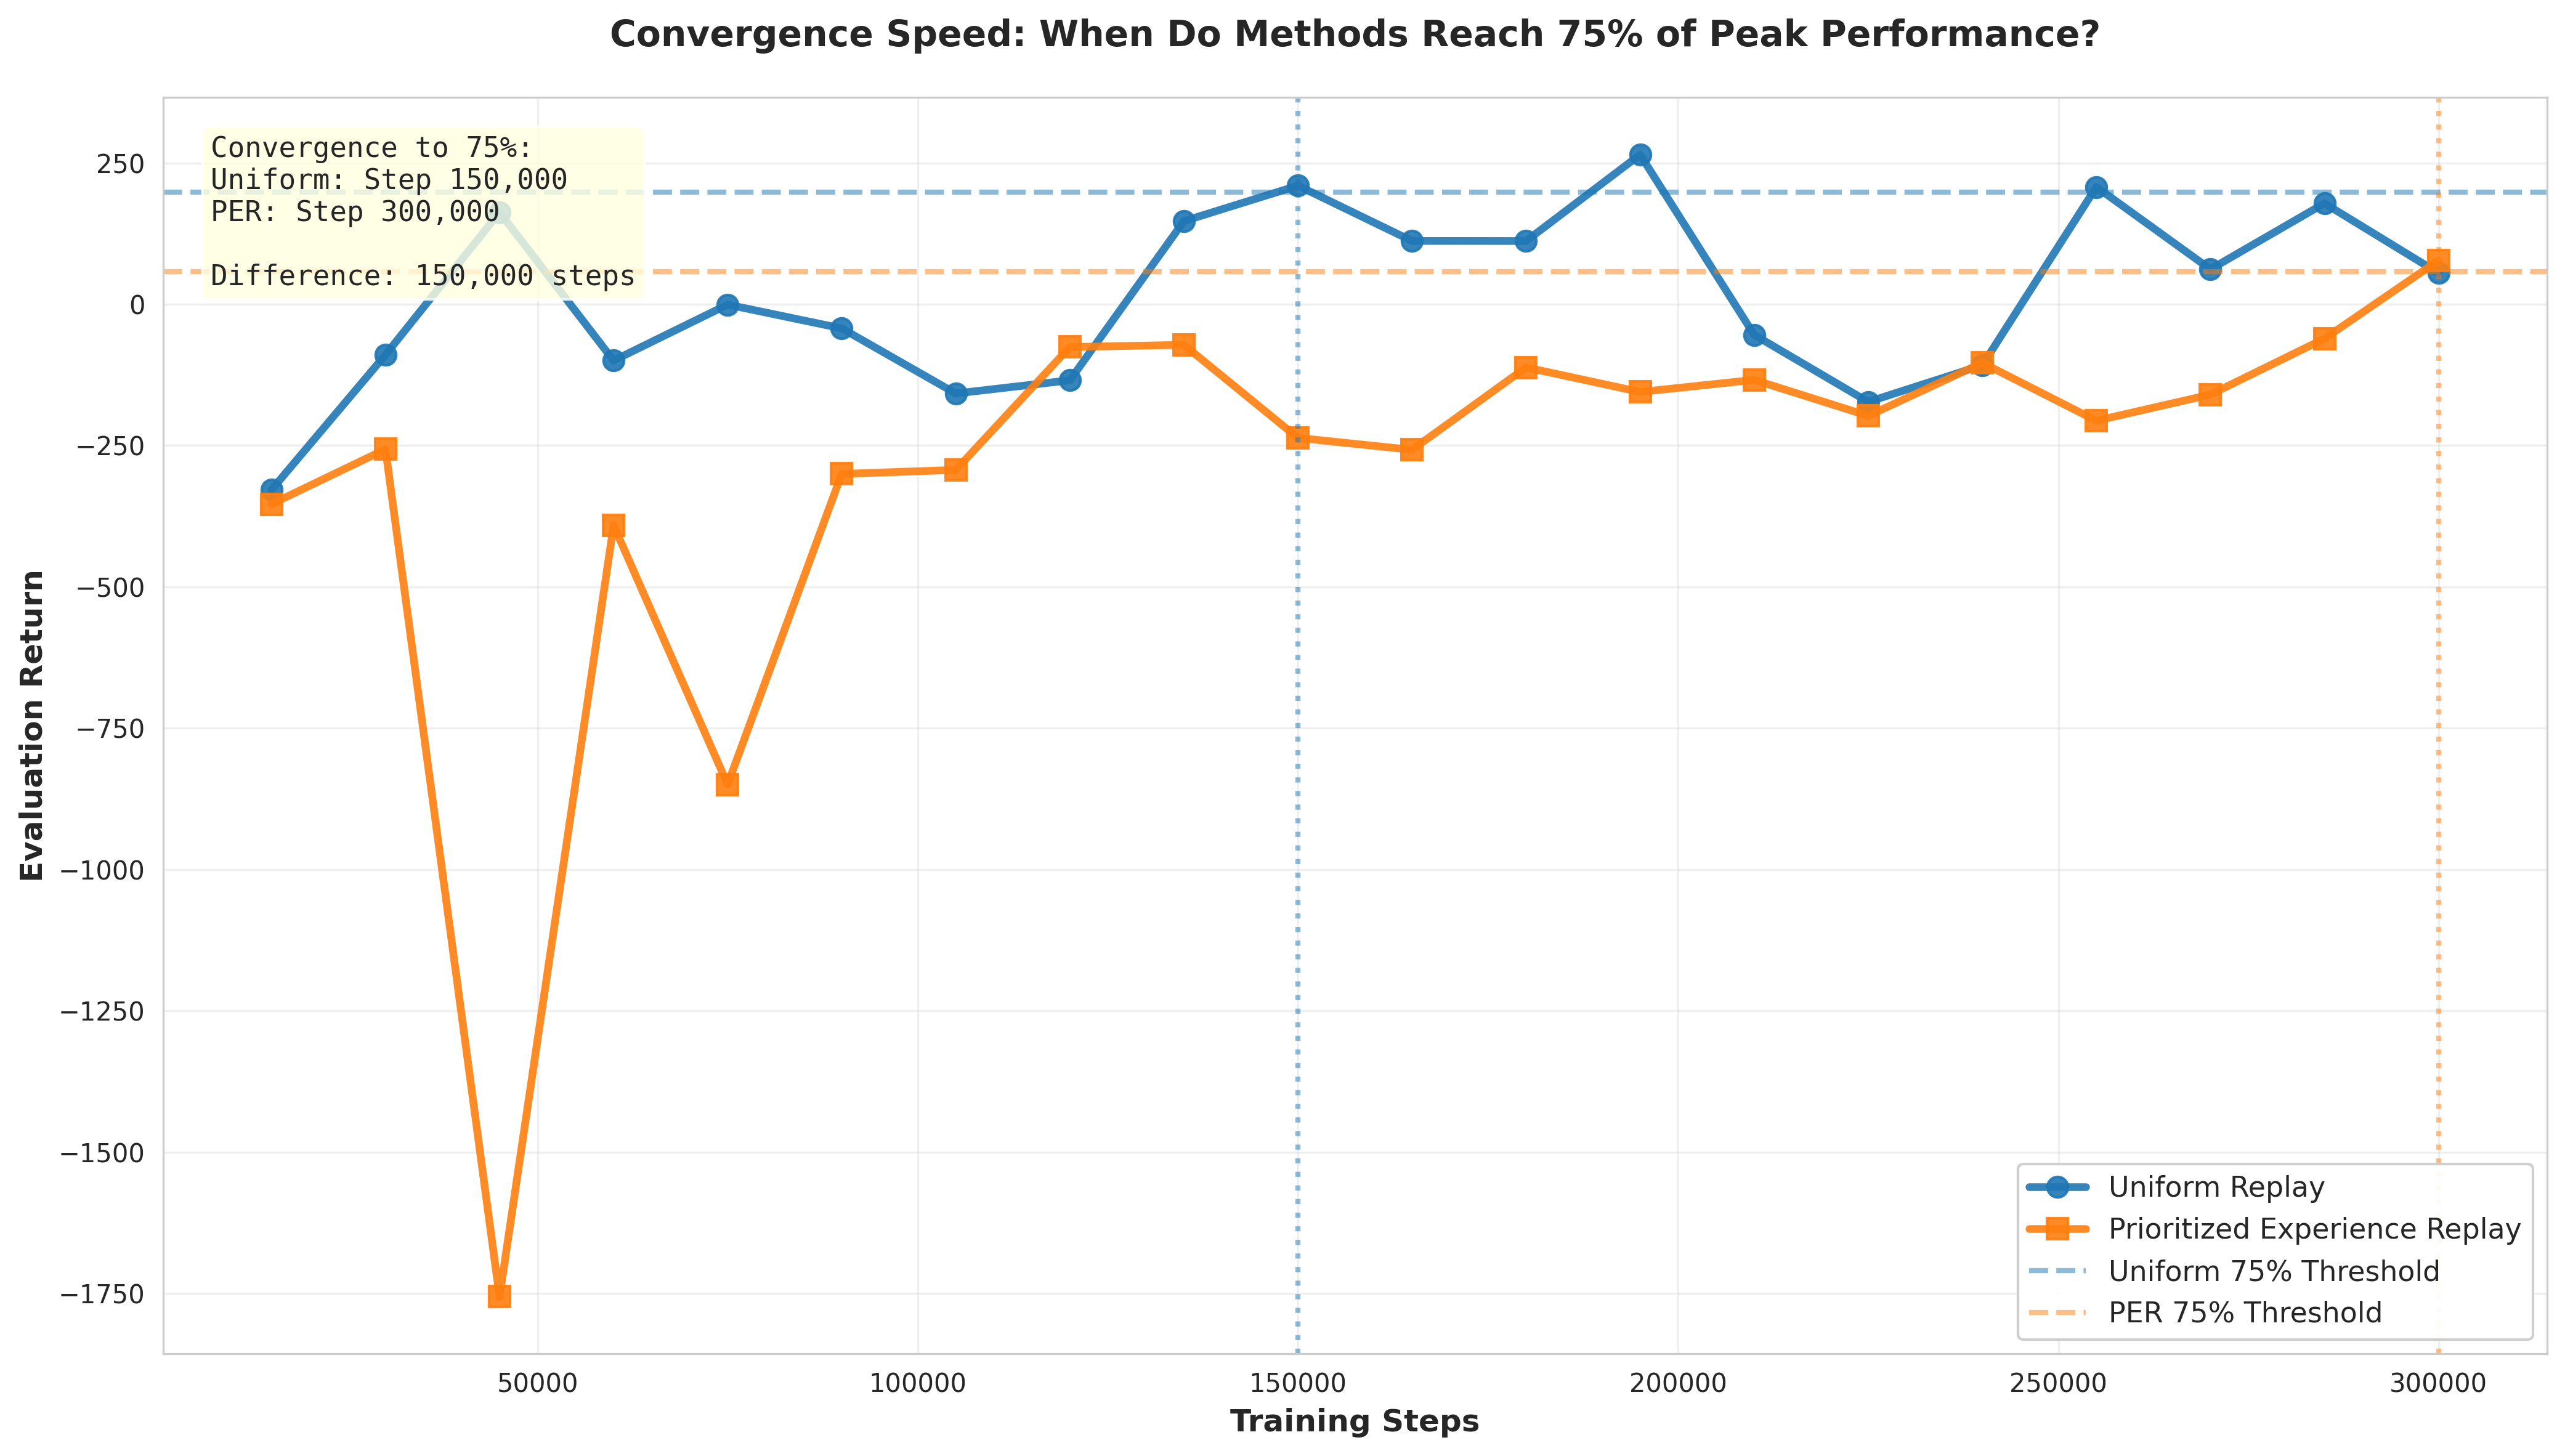 Convergence Speed: When Do Methods Reach 75% of Peak Performance?
Convergence to 75%:
Uniform: Step 150,000
PER: Step 300,000
Difference: 150,000 steps
Evaluation Return
250
0
−250
−500
−750
−1000
−1250
−1500
−1750
Uniform Replay
Prioritized Experience Replay
Uniform 75% Threshold
PER 75% Threshold
50000 100000 150000 200000 250000 300000
Training Steps